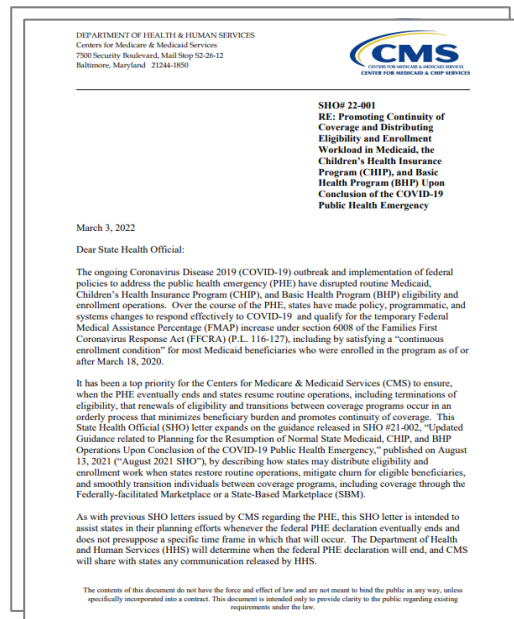 DEPARTMENT OF HEALTH & HUMAN SERVICES
Centers for Medicare & Medicaid Services
7500 Security Boulevard, Mail Stop S2-26-12
Baltimore, Maryland 21244-1850
CMS
CENTERS FOR MEDICARE & MEDICAID SERVICES
CENTER FOR MEDICAID & CHIP SERVICES
SHO# 22-001
RE: Promoting Continuity of
Coverage and Distributing
Eligibility and Enrollment
Workload in Medicaid, the
Children's Health Insurance
Program (CHIP), and Basic
Health Program (BHP) Upon
Conclusion of the COVID-19
Public Health Emergency
March 3, 2022
Dear State Health Official:
The ongoing Coronavirus Disease 2019 (COVID-19) outbreak and implementation of federal
policies to address the public health emergency (PHE) have disrupted routine Medicaid,
Children's Health Insurance Program (CHIP), and Basic Health Program (BHP) eligibility and
enrollment operations. Over the course of the PHE, states have made policy, programmatic, and
systems changes to respond effectively to COVID-19 and qualify for the temporary Federal
Medical Assistance Percentage (FMAP) increase under section 6008 of the Families First
Coronavirus Response Act (FFCRA) (P.L. 116-127), including by satisfying a "continuous
enrollment condition" for most Medicaid beneficiaries who were enrolled in the program as of or
after March 18, 2020.
It has been a top priority for the Centers for Medicare & Medicaid Services (CMS) to ensure,
when the PHE eventually ends and states resume routine operations, including terminations of
eligibility, that renewals of eligibility and transitions between coverage programs occur in an
orderly process that minimizes beneficiary burden and promotes continuity of coverage. This
State Health Official (SHO) letter expands on the guidance released in SHO #21-002, "Updated
Guidance related to Planning for the Resumption of Normal State Medicaid, CHIP, and BHP
Operations Upon Conclusion of the COVID-19 Public Health Emergency," published on August
13, 2021 ("August 2021 SHO"), by describing how states may distribute eligibility and
enrollment work when states restore routine operations, mitigate churn for eligible beneficiaries,
and smoothly transition individuals between coverage programs, including coverage through the
Federally-facilitated Marketplace or a State-Based Marketplace (SBM).
As with previous SHO letters issued by CMS regarding the PHE, this SHO letter is intended to
assist states in their planning efforts whenever the federal PHE declaration eventually ends and
does not presuppose a specific time frame in which that will occur. The Department of Health
and Human Services (HHS) will determine when the federal PHE declaration will end, and CMS
will share with states any communication released by HHS.
The contents of this document do not have the force and effect of law and are not meant to bind the public in any way, unless
specifically incorporated into a contract. This document is intended only to provide clarity to the public regarding existing
requirements under the law.